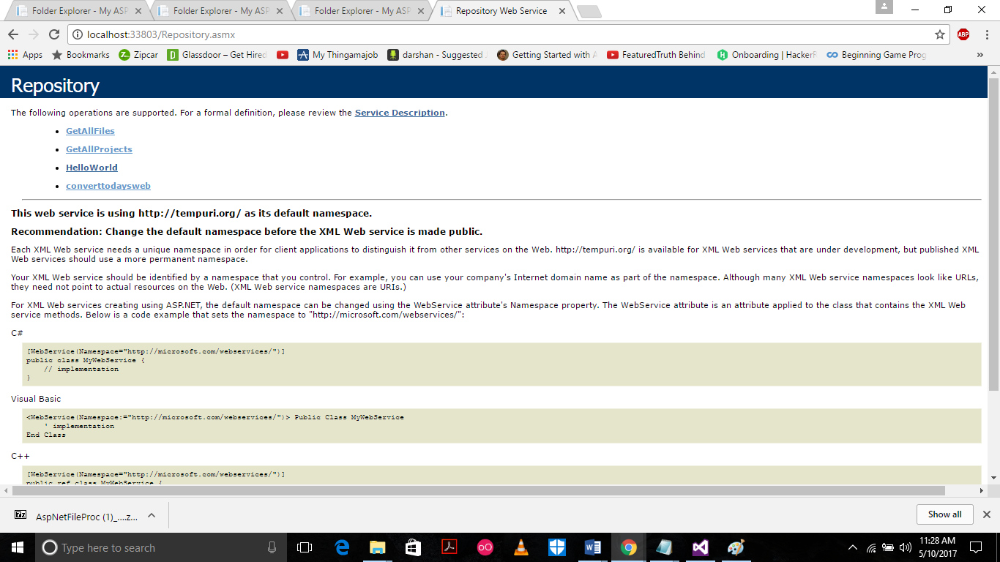 Folder Explorer - My ASP
Folder Explorer - My ASP
Folder Explorer - My ASP
Repository Web Service
localhost:33803/Repository.asmx
ABP
Apps
Bookmarks
Zipcar
Glassdoor – Get Hired
My Thingamajob
darshan - Suggested
Getting Started with A
FeaturedTruth Behind
Onboarding | HackerR
Beginning Game Prog
»
Repository
The following operations are supported. For a formal definition, please review the Service Description.
• GetAllFiles
• GetAllProjects
• HelloWorld
• converttodaysweb
This web service is using http://tempuri.org/ as its default namespace.
Recommendation: Change the default namespace before the XML Web service is made public.
Each XML Web service needs a unique namespace in order for client applications to distinguish it from other services on the Web. http://tempuri.org/ is available for XML Web services that are under development, but published XML
Web services should use a more permanent namespace.
Your XML Web service should be identified by a namespace that you control. For example, you can use your company's Internet domain name as part of the namespace. Although many XML Web service namespaces look like URLs,
they need not point to actual resources on the Web. (XML Web service namespaces are URIs.)
For XML Web services creating using ASP.NET, the default namespace can be changed using the WebService attribute's Namespace property. The WebService attribute is an attribute applied to the class that contains the XML Web
service methods. Below is a code example that sets the namespace to "http://microsoft.com/webservices/":
C#
[WebService(Namespace="http://microsoft.com/webservices/")]
public class MyWebService {
// implementation
}
Visual Basic
<WebService(Namespace:="http://microsoft.com/webservices/")> Public Class MyWebService
' implementation
End Class
C++
[WebService(Namespace="http://microsoft.com/webservices/")]
public ref class MyWebService {
7z
AspNetFileProc (1)_....z...
Show all
Type here to search
11:28 AM
5/10/2017